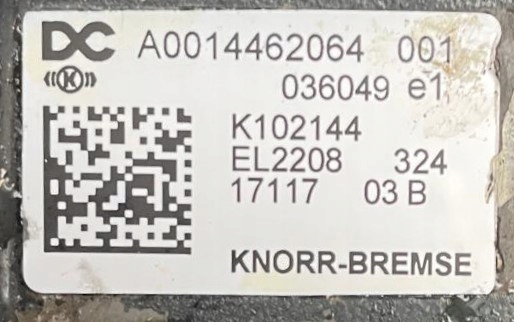 DC A0014462064 001
((K)) 036049 e1
K102144
EL2208 324
17117 03 B
KNORR-BREMSE